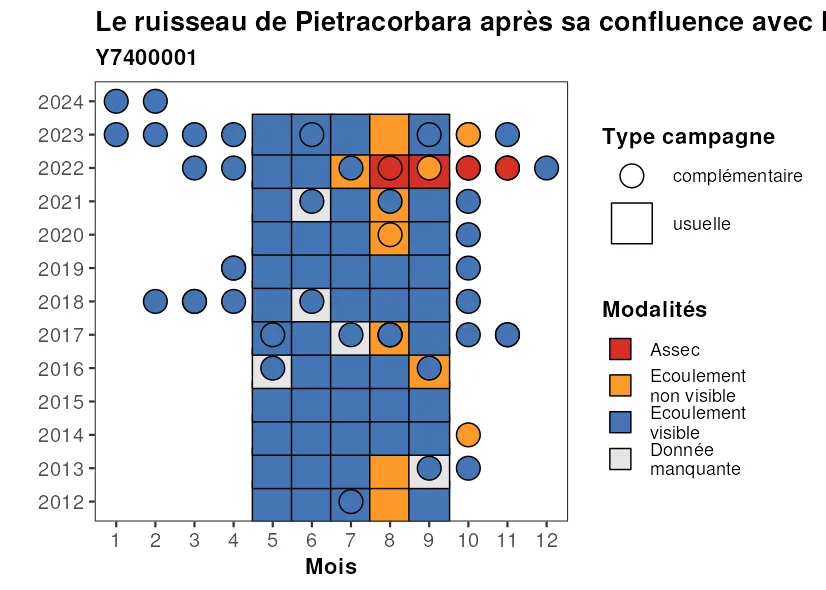 Le ruisseau de Pietracorbara après sa confluence avec
Y7400001
2024
2023
2022
2021
2020
2019
2018
2017
2016
2015
2014
2013
2012
1 2 3 4 5 6 7 8 9 10 11 12
Mois
Type campagne
complémentaire
usuelle
Modalités
Assec
Ecoulement
non visible
Ecoulement
visible
Donnée
manquante